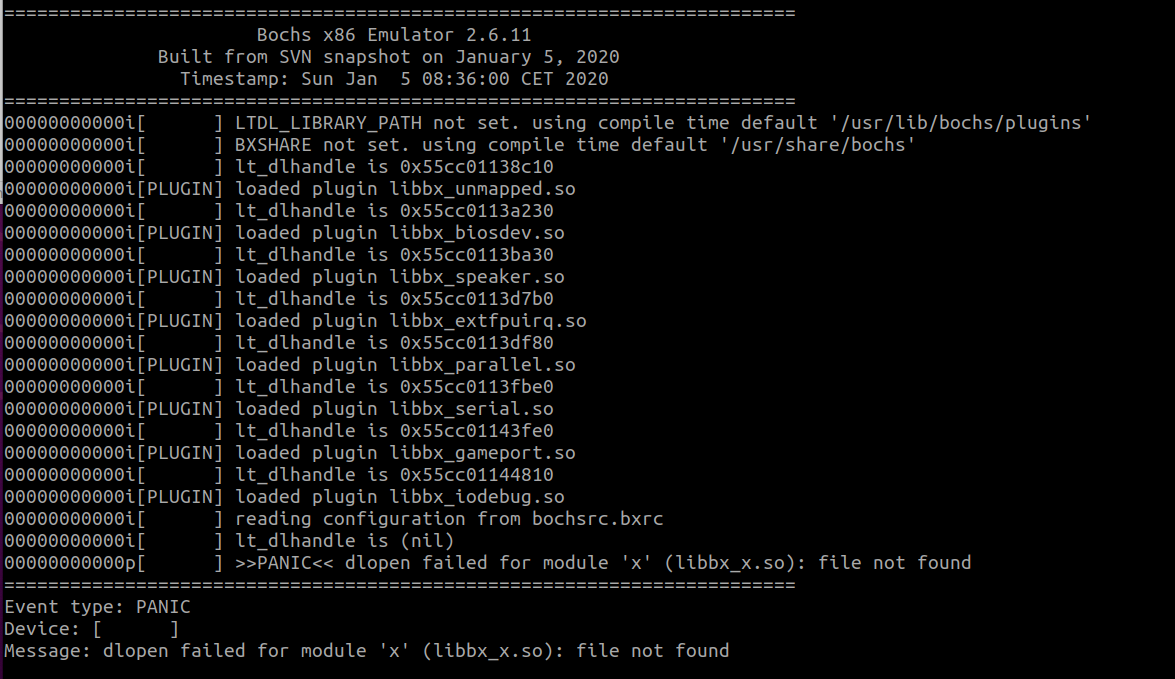 ========================================================================
Bochs x86 Emulator 2.6.11
Built from SVN snapshot on January 5, 2020
Timestamp: Sun Jan  5 08:36:00 CET 2020
========================================================================
00000000000i[      ] LTDL_LIBRARY_PATH not set. using compile time default '/usr/lib/bochs/plugins'
00000000000i[      ] BXSHARE not set. using compile time default '/usr/share/bochs'
00000000000i[      ] lt_dlhandle is 0x55cc01138c10
00000000000i[PLUGIN] loaded plugin libbx_unmapped.so
00000000000i[      ] lt_dlhandle is 0x55cc0113a230
00000000000i[PLUGIN] loaded plugin libbx_biosdev.so
00000000000i[      ] lt_dlhandle is 0x55cc0113ba30
00000000000i[PLUGIN] loaded plugin libbx_speaker.so
00000000000i[      ] lt_dlhandle is 0x55cc0113d7b0
00000000000i[PLUGIN] loaded plugin libbx_extfpuirq.so
00000000000i[      ] lt_dlhandle is 0x55cc0113df80
00000000000i[PLUGIN] loaded plugin libbx_parallel.so
00000000000i[      ] lt_dlhandle is 0x55cc0113fbe0
00000000000i[PLUGIN] loaded plugin libbx_serial.so
00000000000i[      ] lt_dlhandle is 0x55cc01143fe0
00000000000i[PLUGIN] loaded plugin libbx_gameport.so
00000000000i[      ] lt_dlhandle is 0x55cc01144810
00000000000i[PLUGIN] loaded plugin libbx_iodebug.so
00000000000i[      ] reading configuration from bochsrc.bxrc
00000000000i[      ] lt_dlhandle is (nil)
00000000000p[      ] >>PANIC<< dlopen failed for module 'x' (libbx_x.so): file not found
========================================================================
Event type: PANIC
Device: [      ]
Message: dlopen failed for module 'x' (libbx_x.so): file not found